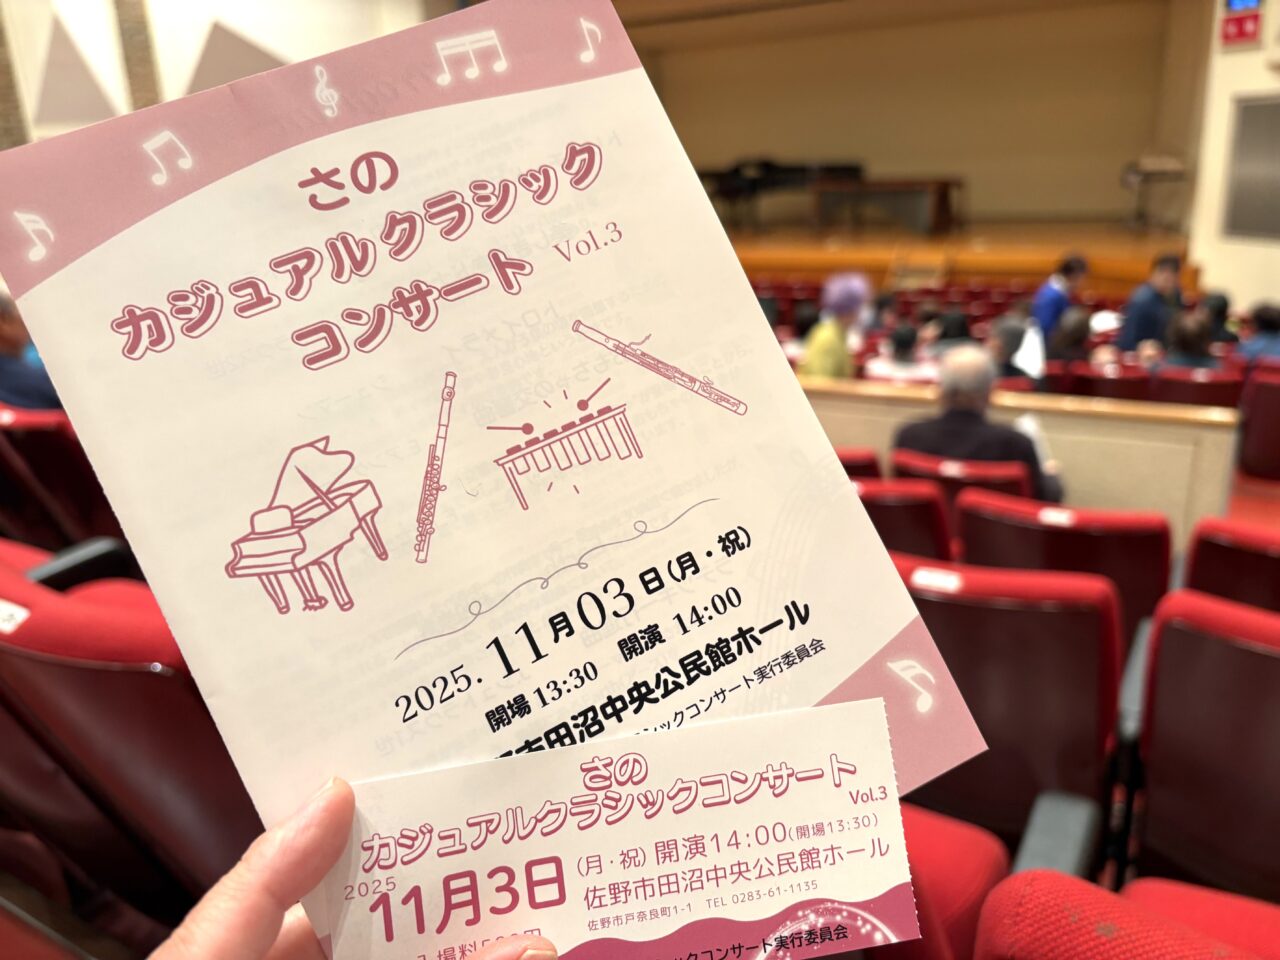 さの
カジュアルクラシック
コンサート Vol.3
2025. 11月03日(月・祝)
開場 13:30 開演 14:00
市田沼中央公民館ホール
ックコンサート実行委員会
さの
カジュアルクラシックコンサート Vol.3
2025
11月3日 (月・祝) 開演14:00(開場13:30)
佐野市田沼中央公民館ホール
佐野市戸奈良町1-1 TEL 0283-61-1135
場料
ックコンサート実行委員会